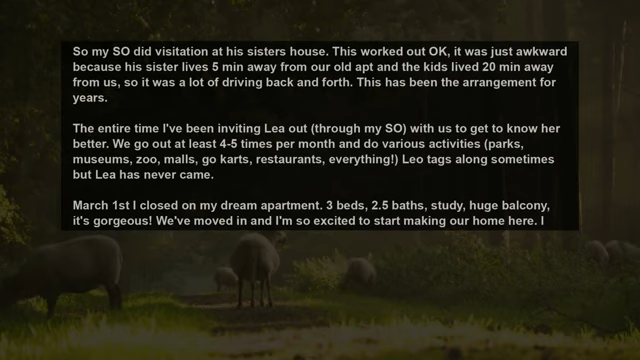 So my SO did visitation at his sisters house. This worked out OK, it was just awkward
because his sister lives 5 min away from our old apt and the kids lived 20 min away
from us, so it was a lot of driving back and forth. This has been the arrangement for
years.
The entire time I've been inviting Lea out (through my SO) with us to get to know her
better. We go out at least 4-5 times per month and do various activities (parks,
museums, zoo, malls, go karts, restaurants, everything!) Leo tags along sometimes
but Lea has never came.
March 1st I closed on my dream apartment. 3 beds, 2.5 baths, study, huge balcony,
it's gorgeous! We've moved in and I'm so excited to start making our home here. I